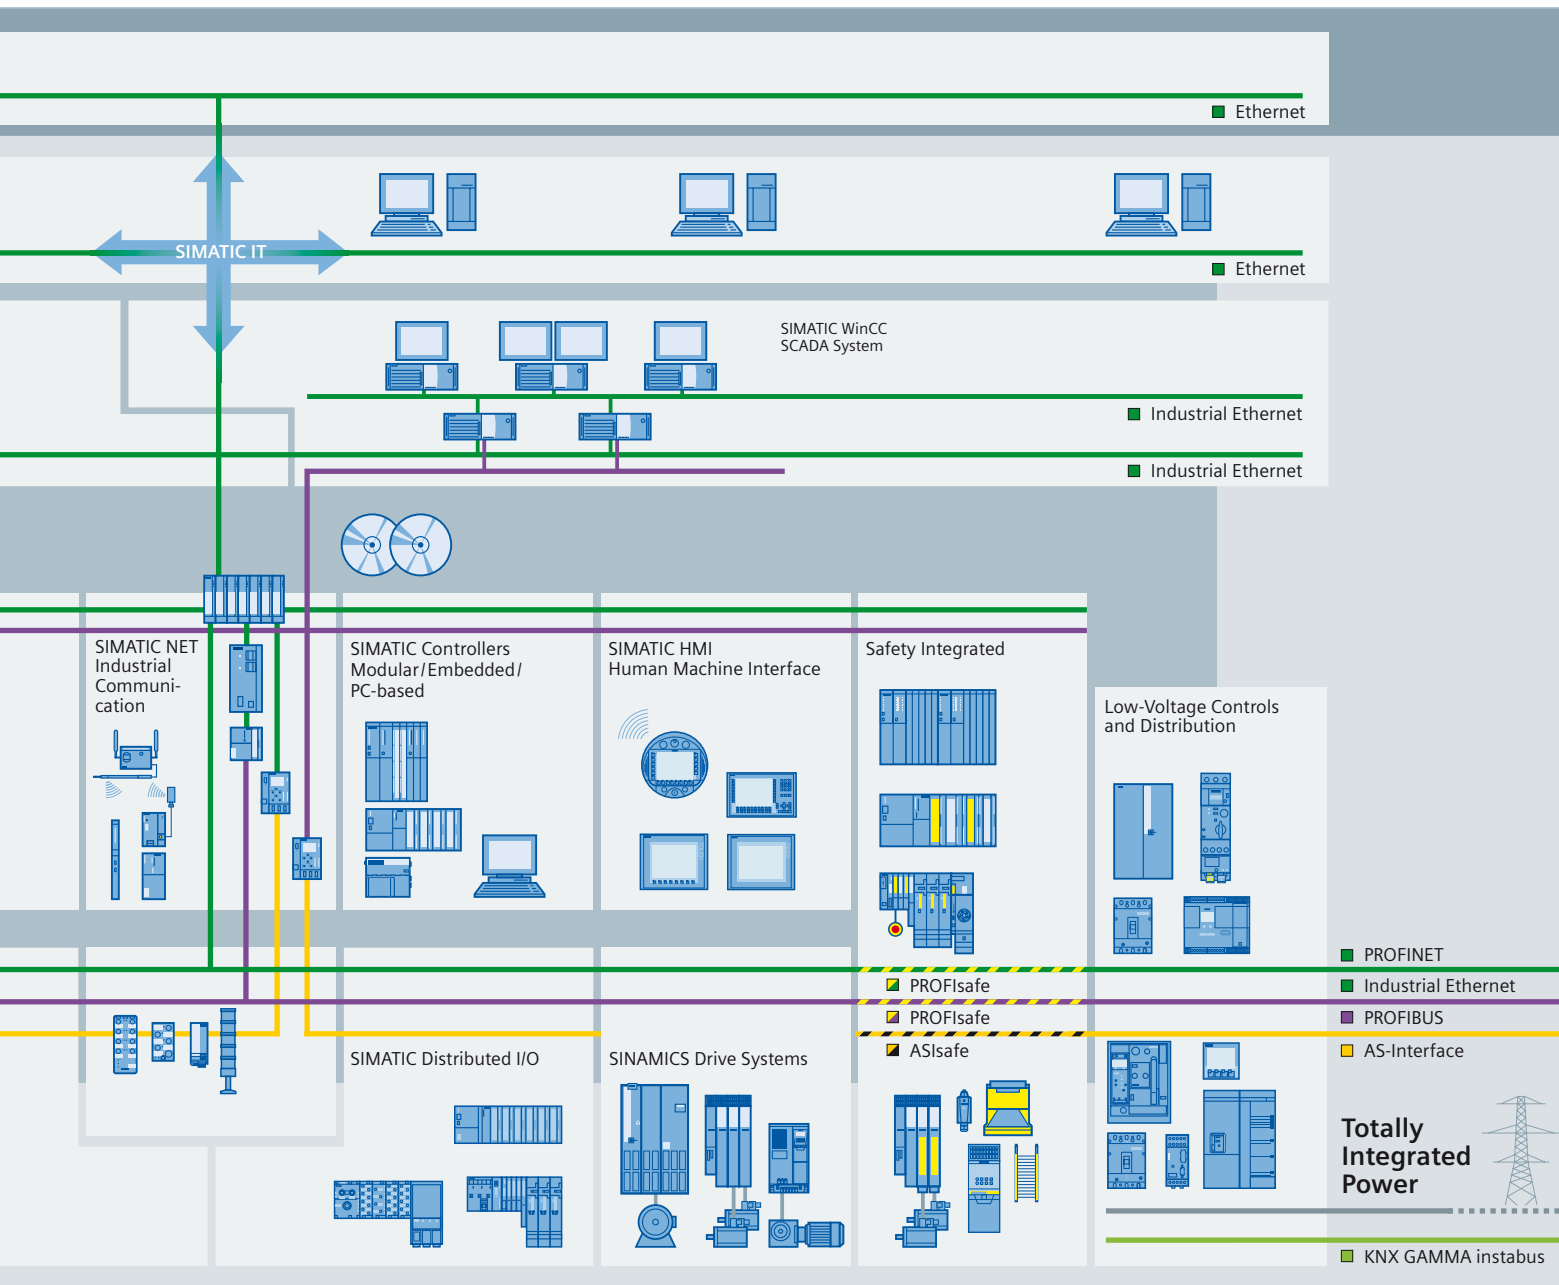 Ethernet
SIMATIC IT
Ethernet
SIMATIC WinCC
SCADA System
Industrial Ethernet
Industrial Ethernet
SIMATIC NET
Industrial
Communi-
cation
SIMATIC Controllers
Modular/Embedded/
PC-based
SIMATIC HMI
Human Machine Interface
Safety Integrated
Low-Voltage Controls
and Distribution
PROFINET
PROFIsafe
Industrial Ethernet
PROFIsafe
PROFIBUS
ASIsafe
AS-Interface
SIMATIC Distributed I/O
SINAMICS Drive Systems
Totally
Integrated
Power
KNX GAMMA instabus